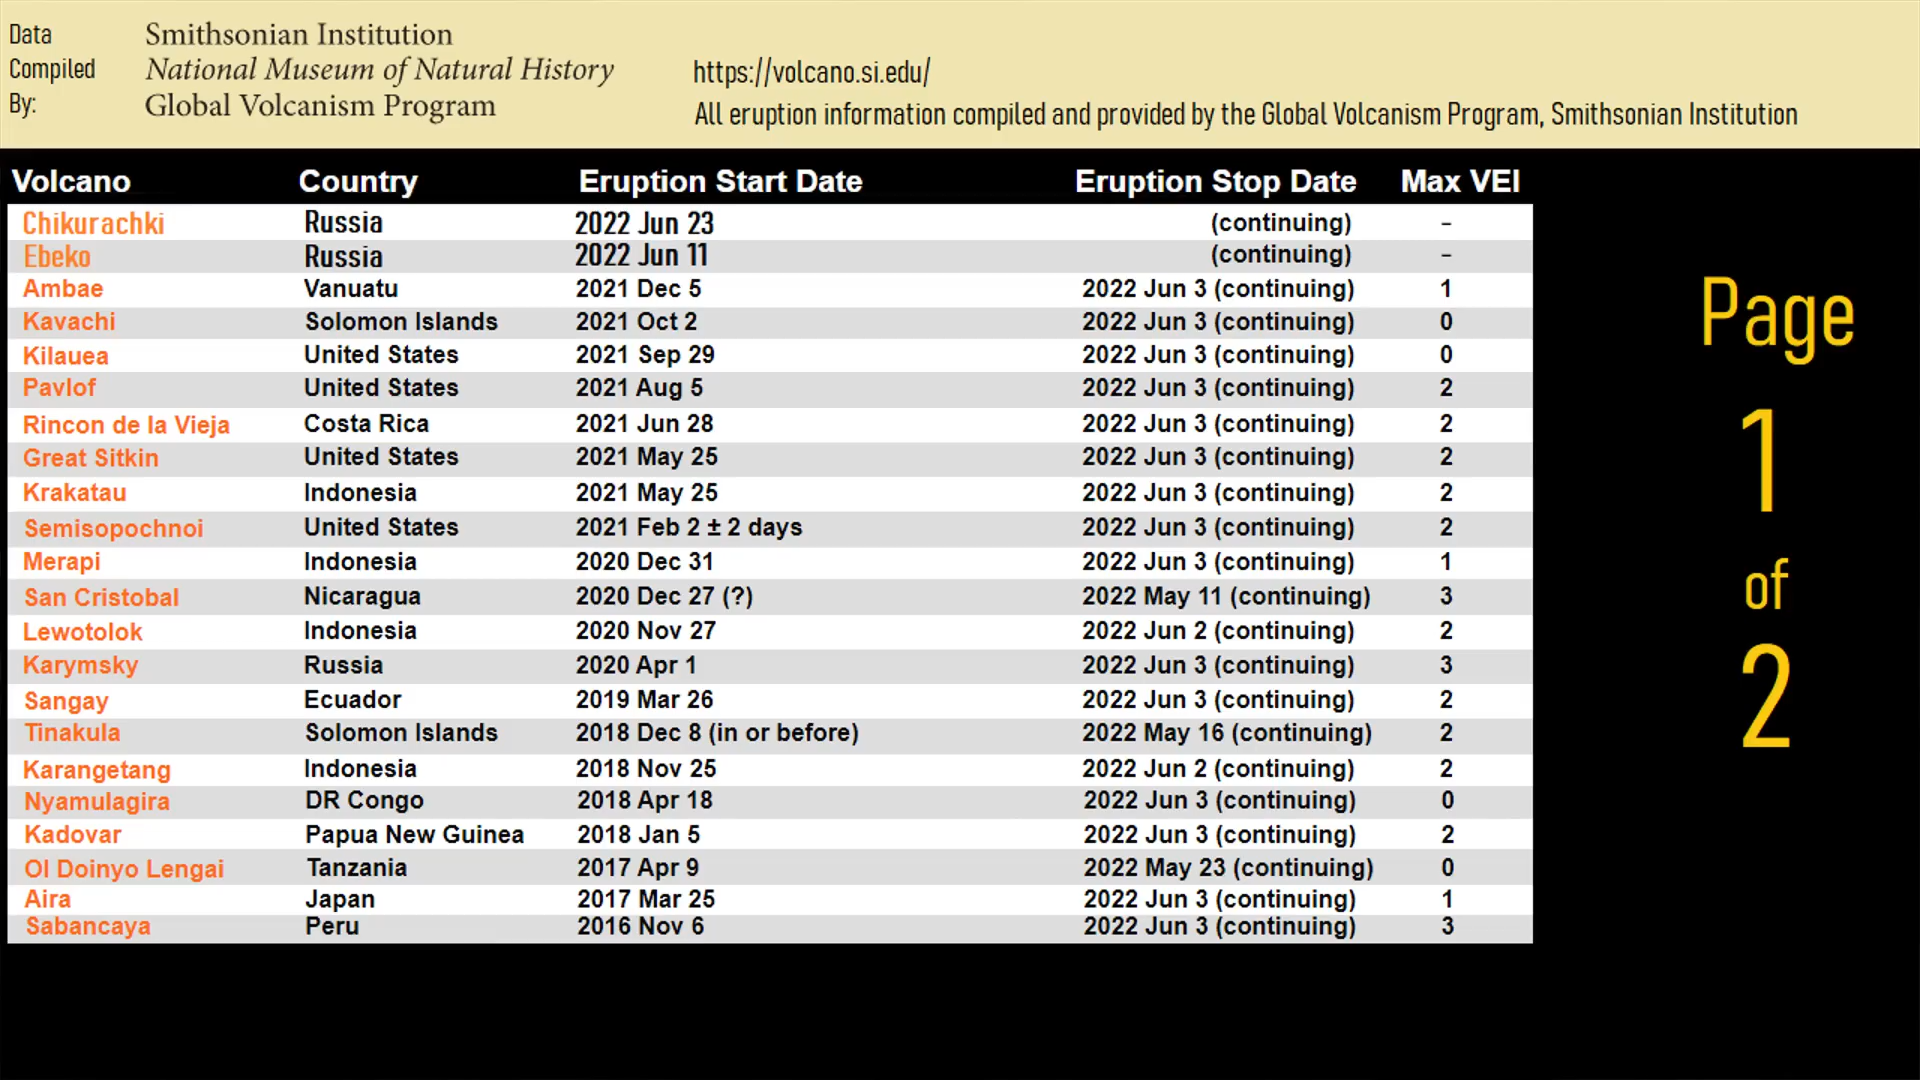 Data Compiled By:
Smithsonian Institution
National Museum of Natural History
Global Volcanism Program
https://volcano.si.edu/
All eruption information compiled and provided by the Global Volcanism Program, Smithsonian Institution
Volcano Country Eruption Start Date Eruption Stop Date Max VEI
Chikurachki Russia 2022 Jun 23 (continuing) -
Ebeko Russia 2022 Jun 11 (continuing) -
Ambae Vanuatu 2021 Dec 5 2022 Jun 3 (continuing) 1
Kavachi Solomon Islands 2021 Oct 2 2022 Jun 3 (continuing) 0
Kilauea United States 2021 Sep 29 2022 Jun 3 (continuing) 0
Pavlof United States 2021 Aug 5 2022 Jun 3 (continuing) 2
Rincon de la Vieja Costa Rica 2021 Jun 28 2022 Jun 3 (continuing) 2
Great Sitkin United States 2021 May 25 2022 Jun 3 (continuing) 2
Krakatau Indonesia 2021 May 25 2022 Jun 3 (continuing) 2
Semisopochnoi United States 2021 Feb 2 ± 2 days 2022 Jun 3 (continuing) 2
Merapi Indonesia 2020 Dec 31 2022 Jun 3 (continuing) 1
San Cristobal Nicaragua 2020 Dec 27 (?) 2022 May 11 (continuing) 3
Lewotolok Indonesia 2020 Nov 27 2022 Jun 2 (continuing) 2
Karymsky Russia 2020 Apr 1 2022 Jun 3 (continuing) 3
Sangay Ecuador 2019 Mar 26 2022 Jun 3 (continuing) 2
Tinakula Solomon Islands 2018 Dec 8 (in or before) 2022 May 16 (continuing) 2
Karangetang Indonesia 2018 Nov 25 2022 Jun 2 (continuing) 2
Nyamulagira DR Congo 2018 Apr 18 2022 Jun 3 (continuing) 0
Kadovar Papua New Guinea 2018 Jan 5 2022 Jun 3 (continuing) 2
Ol Doinyo Lengai Tanzania 2017 Apr 9 2022 May 23 (continuing) 0
Aira Japan 2017 Mar 25 2022 Jun 3 (continuing) 1
Sabancaya Peru 2016 Nov 6 2022 Jun 3 (continuing) 3
Page
1
of
2